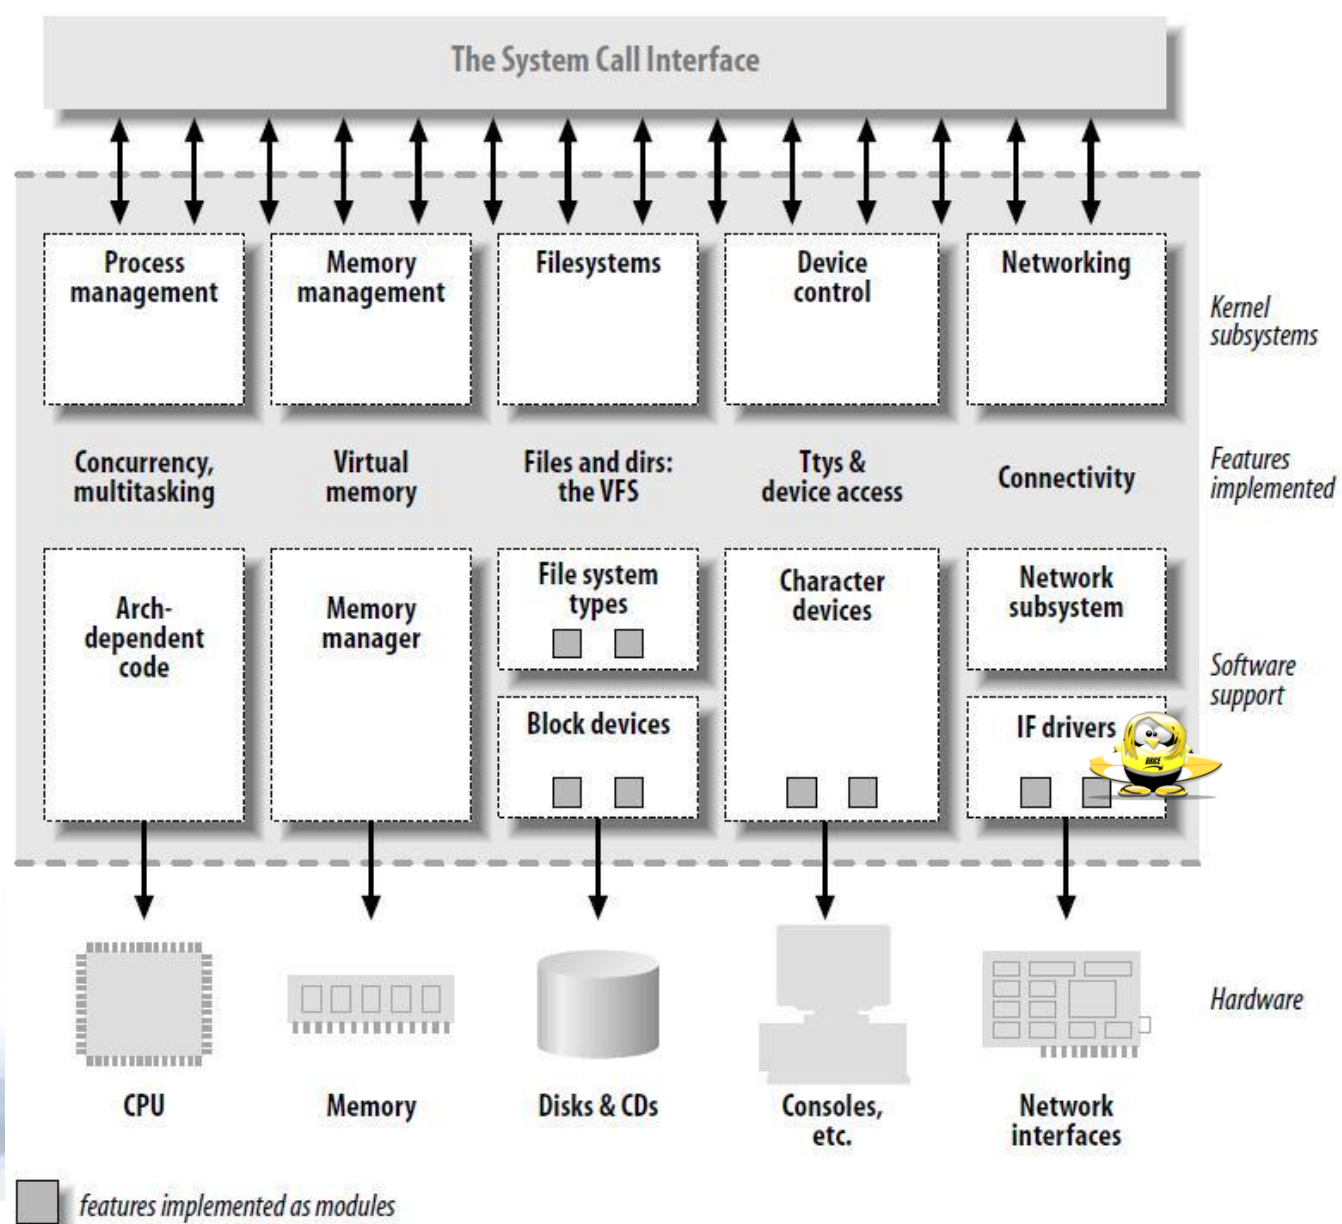 The System Call Interface
Process
management
Memory
management
Filesystems
Device
control
Networking
Kernel
subsystems
Concurrency,
multitasking
Virtual
memory
Files and dirs:
the VFS
Ttys &
device access
Connectivity
Features
implemented
Arch-
dependent
code
Memory
manager
File system
types
Block devices
Character
devices
Network
subsystem
IF drivers
BRICE
Software
support
Hardware
CPU
Memory
Disks & CDs
Consoles,
etc.
Network
interfaces
features implemented as modules